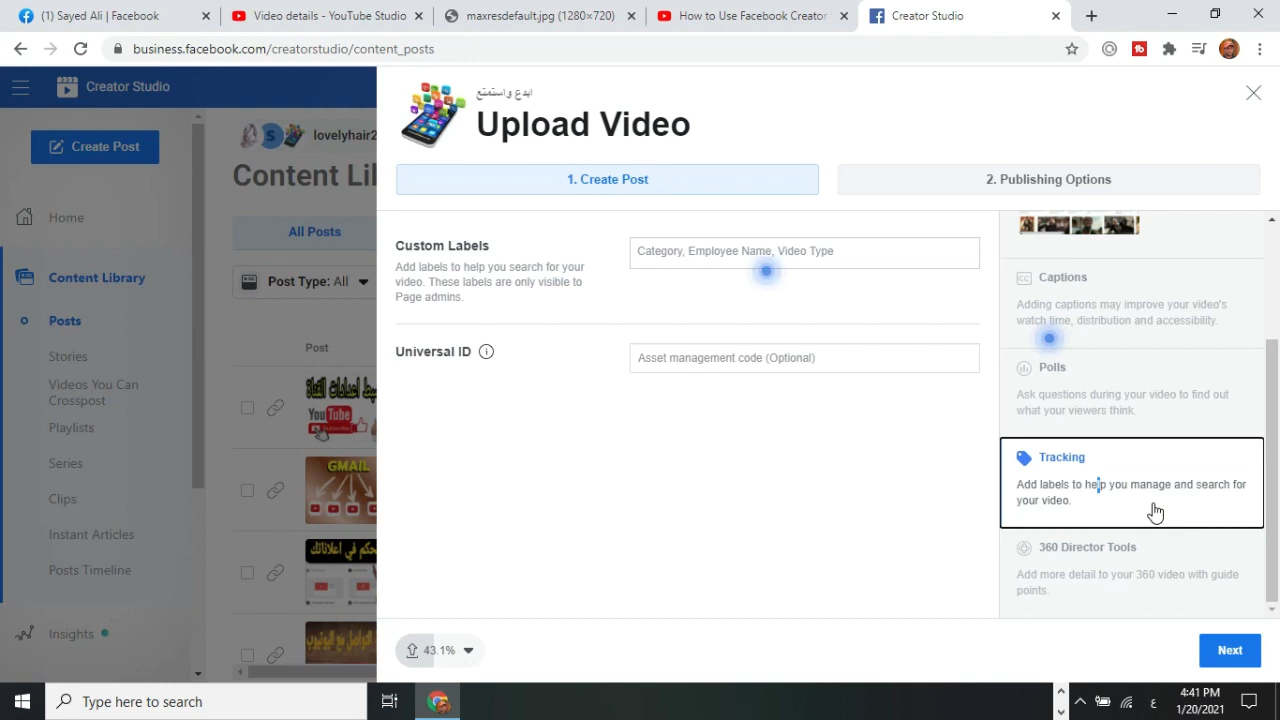 (41) Sayed Ali | Facebook
Video details - YouTube Studio
maxresdefault.jpg (1280×720)
How to Use Facebook Creator
Creator Studio
business.facebook.com/creatorstudio/content_posts
Creator Studio
Create Post
Home
Content Library
Posts
Stories
Videos You Can
Crosspost
Playlists
Series
Clips
Instant Articles
Posts Timeline
Insights
S
lovelyhair2
Content Li
All Posts
Post Type: All
Post
YouTube
GMAIL
ابدع واستمتع
Upload Video
1. Create Post
2. Publishing Options
Custom Labels
Add labels to help you search for your
video. These labels are only visible to
Page admins.
Category, Employee Name, Video Type
Universal ID
Asset management code (Optional)
CC Captions
Adding captions may improve your video's
watch time, distribution and accessibility.
Polls
Ask questions during your video to find out
what your viewers think.
Tracking
Add labels to help you manage and search for
your video.
360 Director Tools
Add more detail to your 360 video with guide
points.
43.1%
Next
Type here to search
ع
4:41 PM
1/20/2021